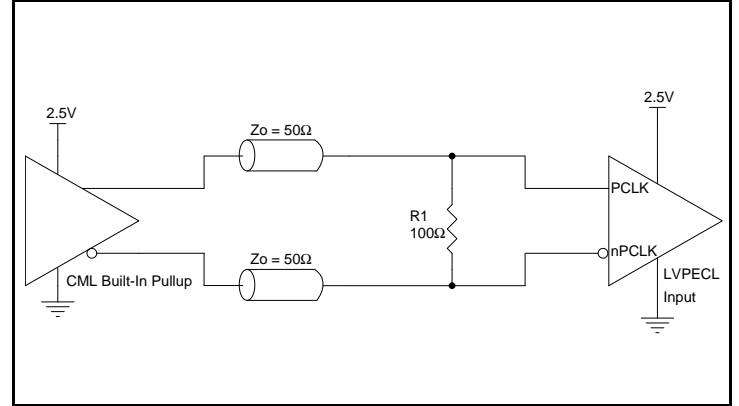 2.5V
2.5V
Zo = 50Ω
PCLK
R1
100Ω
nPCLK
Zo = 50Ω
CML Built-In Pullup
LVPECL
Input